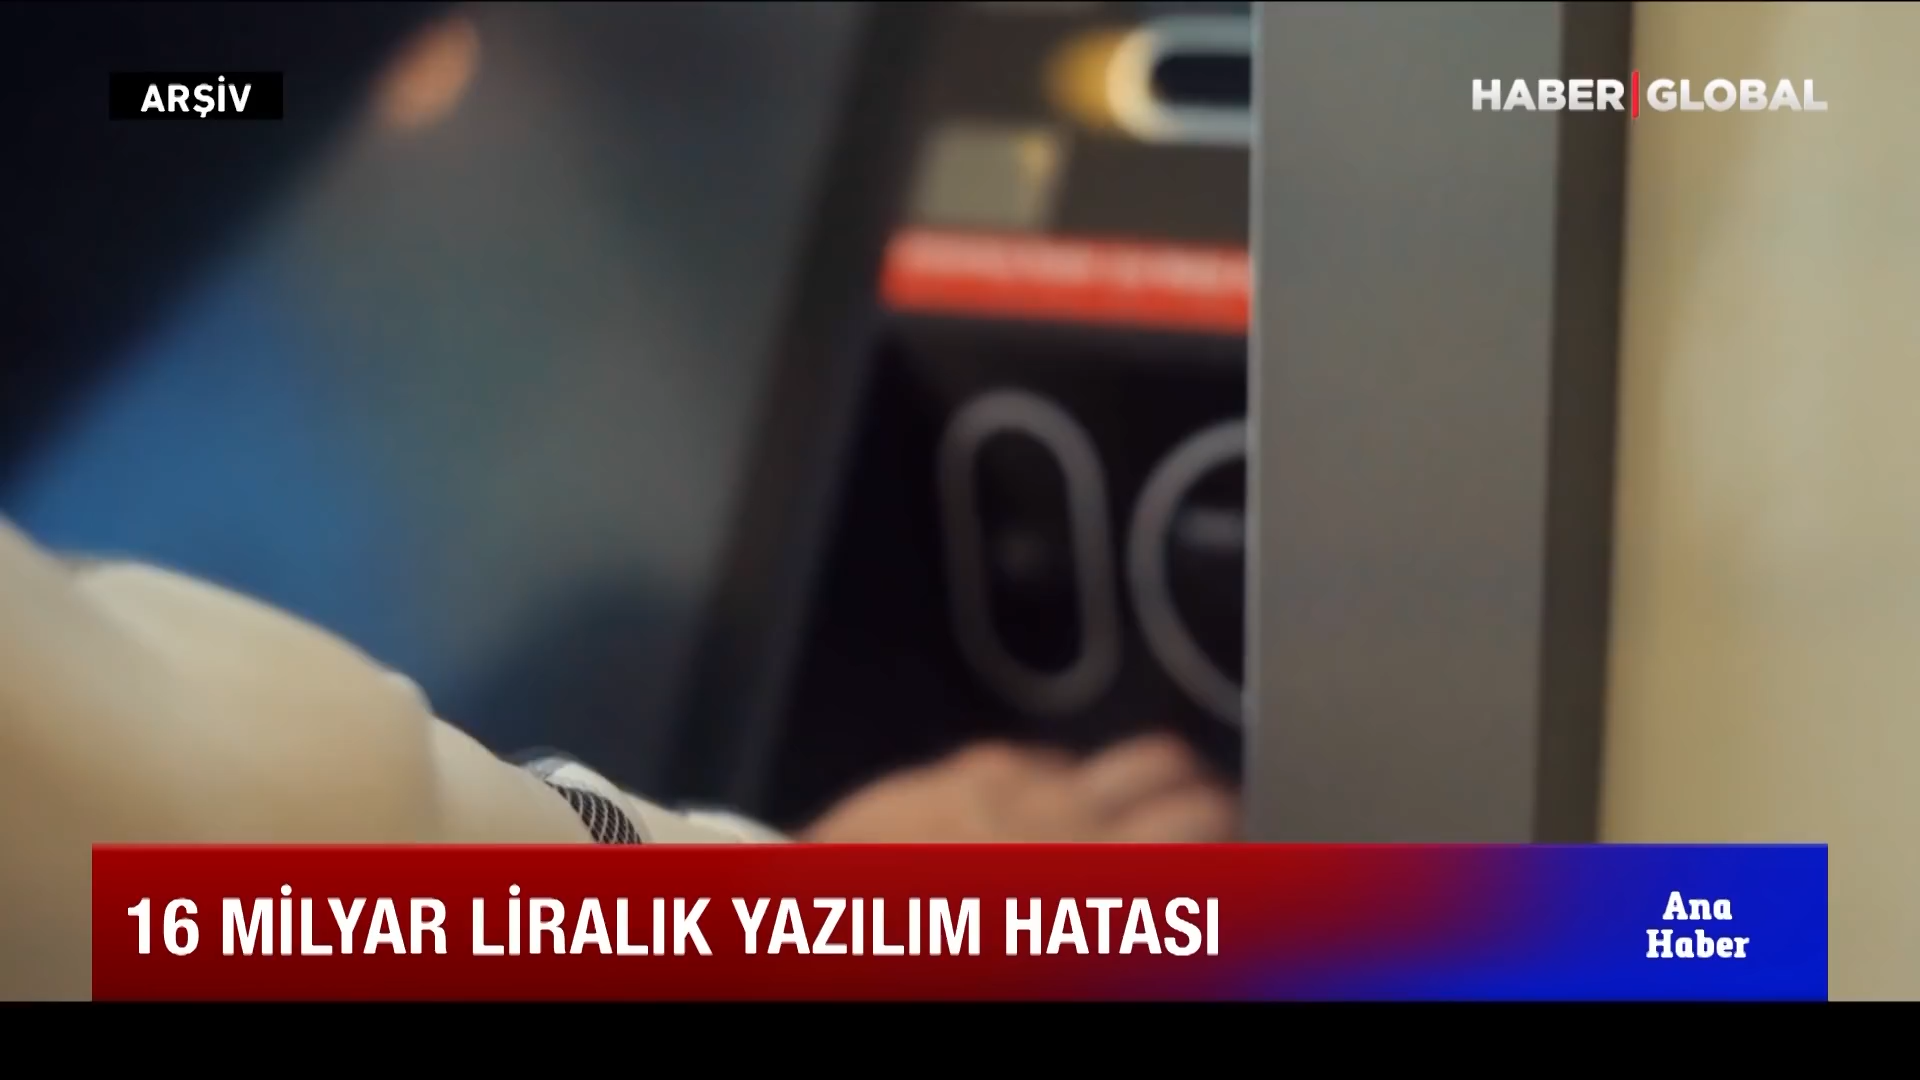 ARŞİV
HABER GLOBAL
16 MİLYAR LİRALIK YAZILIM HATASI
Ana
Haber